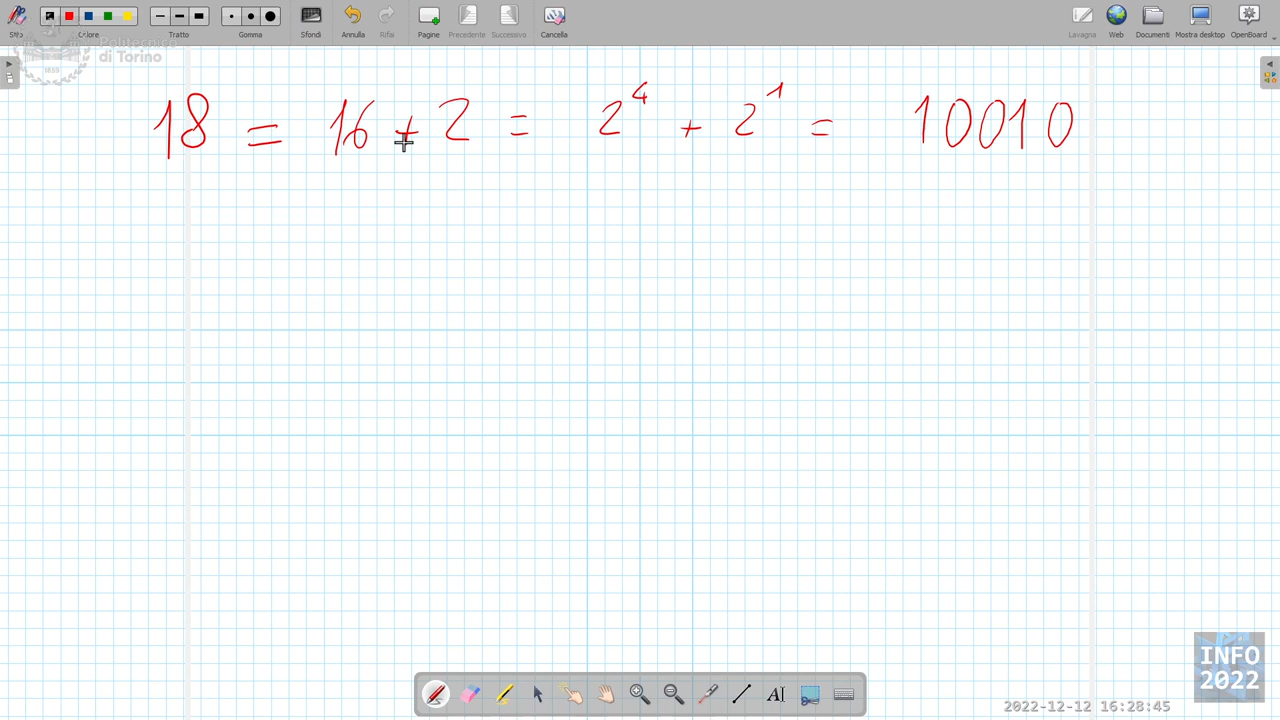 Stilo Colore Tratto Gomma Sfondi Annulla Rifai Pagine Precedente Successivo Cancella Lavagna Web Documenti Mostra desktop OpenBoard
Politecnico
di Torino
1859
18 = 16 + 2 = 2⁴ + 2¹ = 10010
INFO
2022
2022-12-12 16:28:45